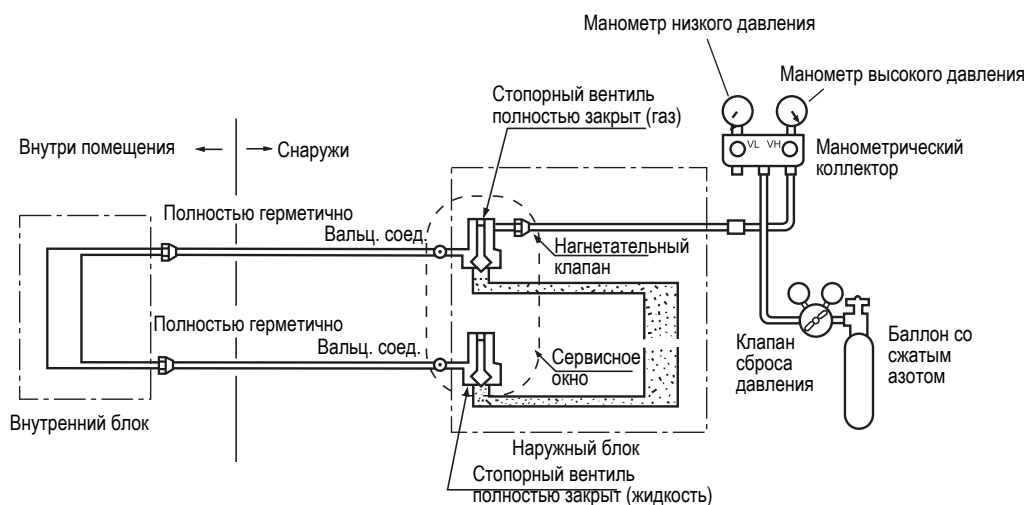 Манометр низкого давления
Манометр высокого давления
Стопорный вентиль
полностью закрыт (газ)
VL VH
Манометрический
коллектор
Внутри помещения
Снаружи
Полностью герметично
Вальц. соед.
Нагнетательный
клапан
Полностью герметично
Вальц. соед.
Сервисное
окно
Клапан
сброса
давления
Баллон со
сжатым
азотом
Внутренний блок
Наружный блок
Стопорный вентиль
полностью закрыт (жидкость)